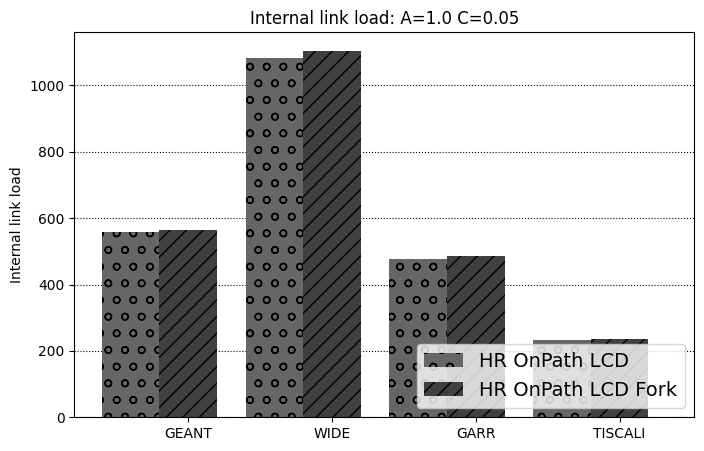 Internal link load: A=1.0 C=0.05
Internal link load
1000
800
600
400
200
0
HR OnPath LCD
HR OnPath LCD Fork
GEANT WIDE GARR TISCALI